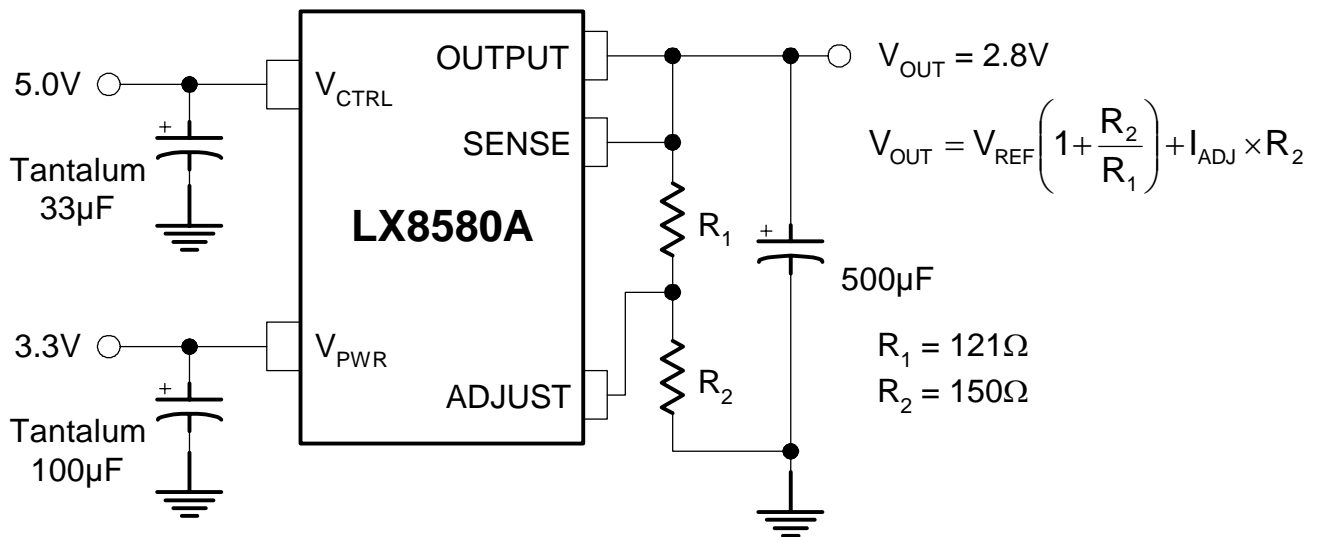 5.0V
V_CTRL
OUTPUT
V_OUT = 2.8V
+
Tantalum
33µF
SENSE
V_OUT = V_REF(1 + R_2/R_1) + I_ADJ × R_2
LX8580A
R_1
+
500µF
3.3V
V_PWR
+
Tantalum
100µF
ADJUST
R_2
R_1 = 121Ω
R_2 = 150Ω